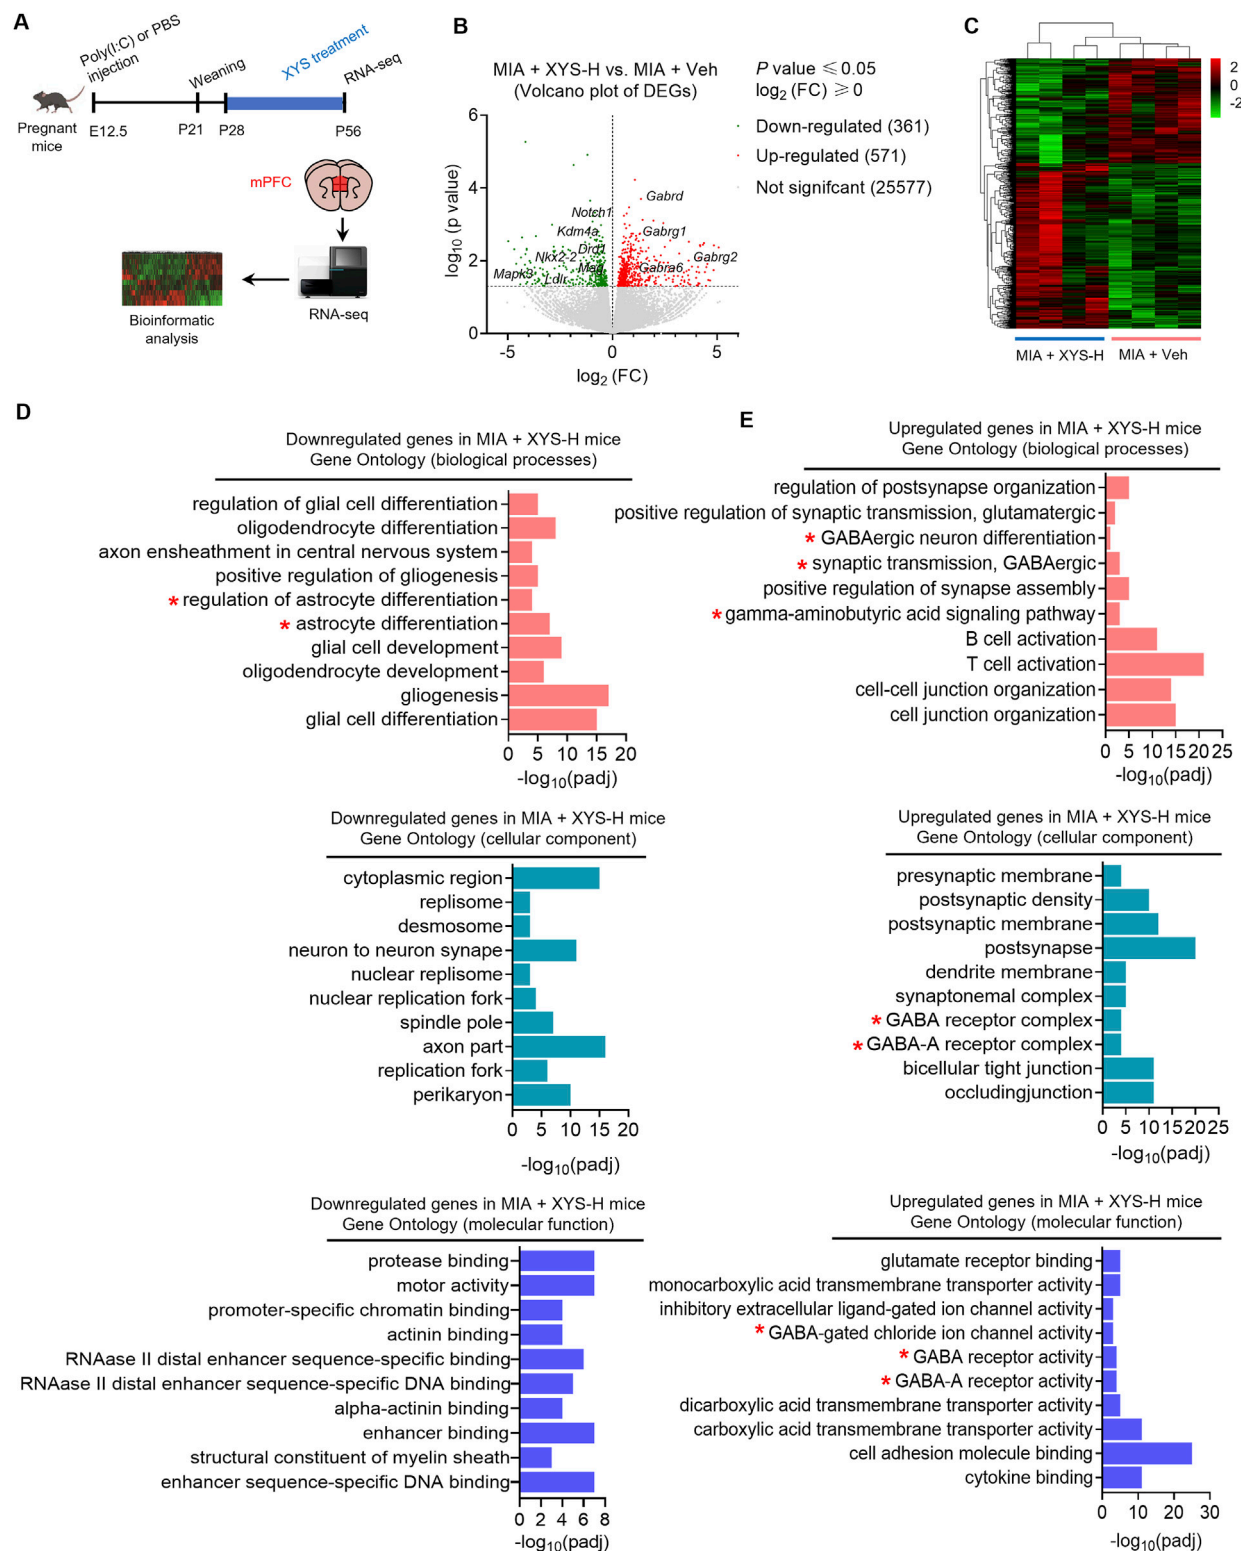 A
Poly(I:C) or PBS
injection
Weaning
XYS treatment
RNA-seq
Pregnant
mice
E12.5
P21
P28
P56
mPFC
RNA-seq
Bioinformatic
analysis
B
MIA + XYS-H vs. MIA + Veh
(Volcano plot of DEGs)
P value ≤ 0.05
log2 (FC) ≥ 0
Down-regulated (361)
Up-regulated (571)
Not signifcant (25577)
log10 (p value)
6
4
2
0
-5
0
5
log2 (FC)
Gabrd
Notch1
Kdm4a
Gabrg1
Drd1
Nkx2-2
Gabrg2
Mag
Gabra6
Mapk3
Ldlr
C
2
0
-2
MIA + XYS-H
MIA + Veh
D
Downregulated genes in MIA + XYS-H mice
Gene Ontology (biological processes)
regulation of glial cell differentiation
oligodendrocyte differentiation
axon ensheathment in central nervous system
positive regulation of gliogenesis
* regulation of astrocyte differentiation
* astrocyte differentiation
glial cell development
oligodendrocyte development
gliogenesis
glial cell differentiation
0 5 10 15 20
-log10(padj)
Downregulated genes in MIA + XYS-H mice
Gene Ontology (cellular component)
cytoplasmic region
replisome
desmosome
neuron to neuron synape
nuclear replisome
nuclear replication fork
spindle pole
axon part
replication fork
perikaryon
0 5 10 15 20
-log10(padj)
Downregulated genes in MIA + XYS-H mice
Gene Ontology (molecular function)
protease binding
motor activity
promoter-specific chromatin binding
actinin binding
RNAase II distal enhancer sequence-specific binding
RNAase II distal enhancer sequence-specific DNA binding
alpha-actinin binding
enhancer binding
structural constituent of myelin sheath
enhancer sequence-specific DNA binding
0 2 4 6 8
-log10(padj)
E
Upregulated genes in MIA + XYS-H mice
Gene Ontology (biological processes)
regulation of postsynapse organization
positive regulation of synaptic transmission, glutamatergic
* GABAergic neuron differentiation
* synaptic transmission, GABAergic
positive regulation of synapse assembly
* gamma-aminobutyric acid signaling pathway
B cell activation
T cell activation
cell-cell junction organization
cell junction organization
0 5 10 15 20 25
-log10(padj)
Upregulated genes in MIA + XYS-H mice
Gene Ontology (cellular component)
presynaptic membrane
postsynaptic density
postsynaptic membrane
postsynapse
dendrite membrane
synaptonemal complex
* GABA receptor complex
* GABA-A receptor complex
bicellular tight junction
occludingjunction
0 5 10 15 20 25
-log10(padj)
Upregulated genes in MIA + XYS-H mice
Gene Ontology (molecular function)
glutamate receptor binding
monocarboxylic acid transmembrane transporter activity
inhibitory extracellular ligand-gated ion channel activity
* GABA-gated chloride ion channel activity
* GABA receptor activity
* GABA-A receptor activity
dicarboxylic acid transmembrane transporter activity
carboxylic acid transmembrane transporter activity
cell adhesion molecule binding
cytokine binding
0 10 20 30
-log10(padj)